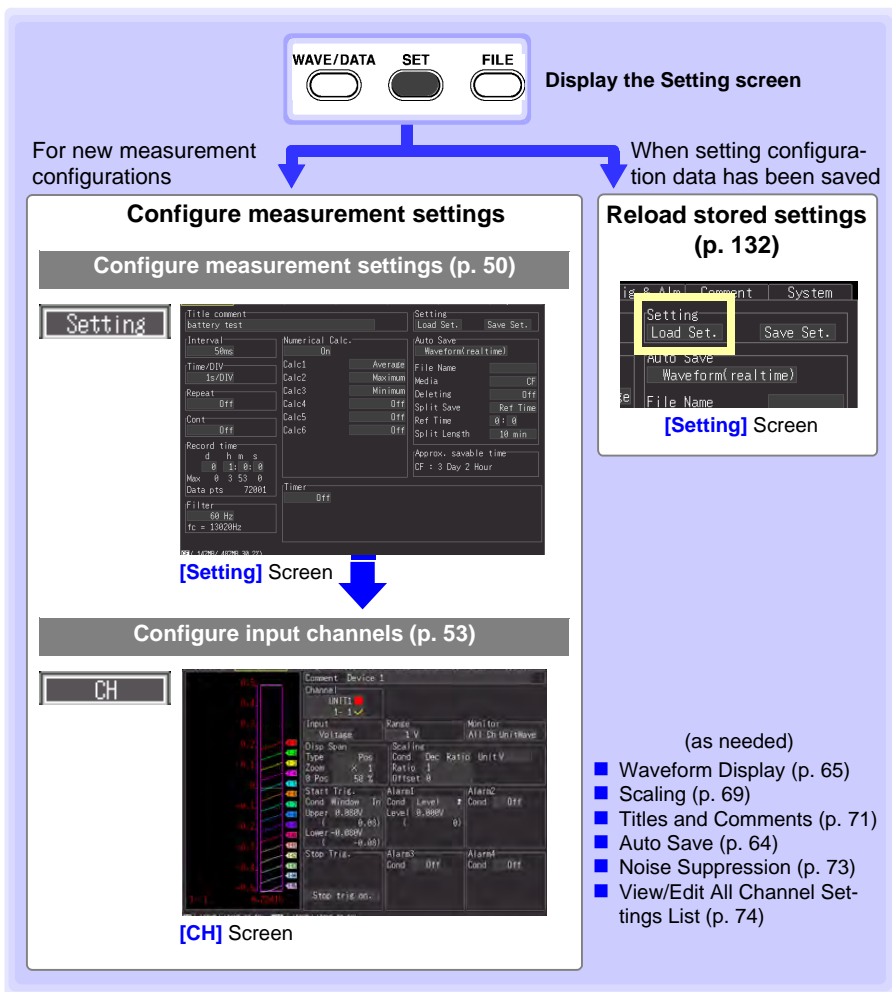 WAVE/DATA SET FILE
Display the Setting screen
For new measurement
configurations
When setting configura-
tion data has been saved
Configure measurement settings
Configure measurement settings (p. 50)
Setting
Title comment
battery test
Setting
Load Set. Save Set.
Interval
50ms
Numerical Calc.
On
Auto Save
Waveform(realtime)
Time/DIV
1s/DIV
Calc1 Average
Calc2 Maximum
Calc3 Minimum
Calc4 Off
Calc5 Off
Calc6 Off
File Name
Media CF
Deleting Off
Split Save Ref Time
Ref Time 0: 0
Split Length 10 min
Repeat
Off
Cont
Off
Record time
d h m s
0 1: 0: 0
Max 0 3 53 0
Data pts 72001
Approx. savable time
CF : 3 Day 2 Hour
Timer
Off
Filter
60 Hz
fc = 13020Hz
[Setting] Screen
Configure input channels (p. 53)
CH
Comment Device 1
Channel
UNIT1
1- 1
Input
Voltage
Range
1 V
Monitor
All Ch UnitWave
Disp Span
Type Pos
Zoom × 1
0 Pos 50 %
Scaling
Cond Dec Ratio Unit V
Ratio 1
Offset 0
Start Trig.
Cond Window In
Upper 0.080V
( 0.08)
Lower -0.080V
( -0.08)
Alarm1
Cond Level
Level 0.000V
( 0)
Alarm2
Cond Off
Stop Trig.
Stop trig on.
Alarm3
Cond Off
Alarm4
Cond Off
[CH] Screen
Reload stored settings
(p. 132)
ig & Alm Comment System
Setting
Load Set. Save Set.
Auto Save
Waveform(realtime)
File Name
[Setting] Screen
(as needed)
Waveform Display (p. 65)
Scaling (p. 69)
Titles and Comments (p. 71)
Auto Save (p. 64)
Noise Suppression (p. 73)
View/Edit All Channel Set-
tings List (p. 74)